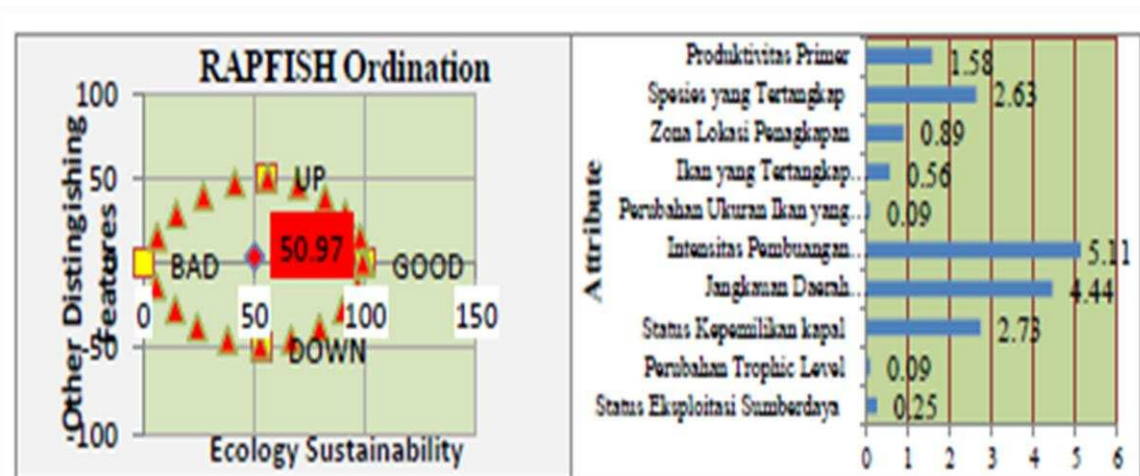 RAPFISH Ordination
Other Distingishing
Features
100
50
0
-50
-100
UP
BAD
50.97
GOOD
DOWN
0
50
100
150
Ecology Sustainability
Attribute
Produktivitas Primer
1.58
Spesies yang Tertangkap
2.63
Zona Lokasi Penagkapan
0.89
Ikan yang Tertangkap...
0.56
Perubahan Ukuran Ikan yang...
0.09
Intensitas Pembuangan...
5.11
Jangkauan Daerah...
4.44
Status Kepemilikan kapal
2.73
Perubahan Trophic Level
0.09
Status Eksploitasi Sumberdaya
0.25
0 1 2 3 4 5 6